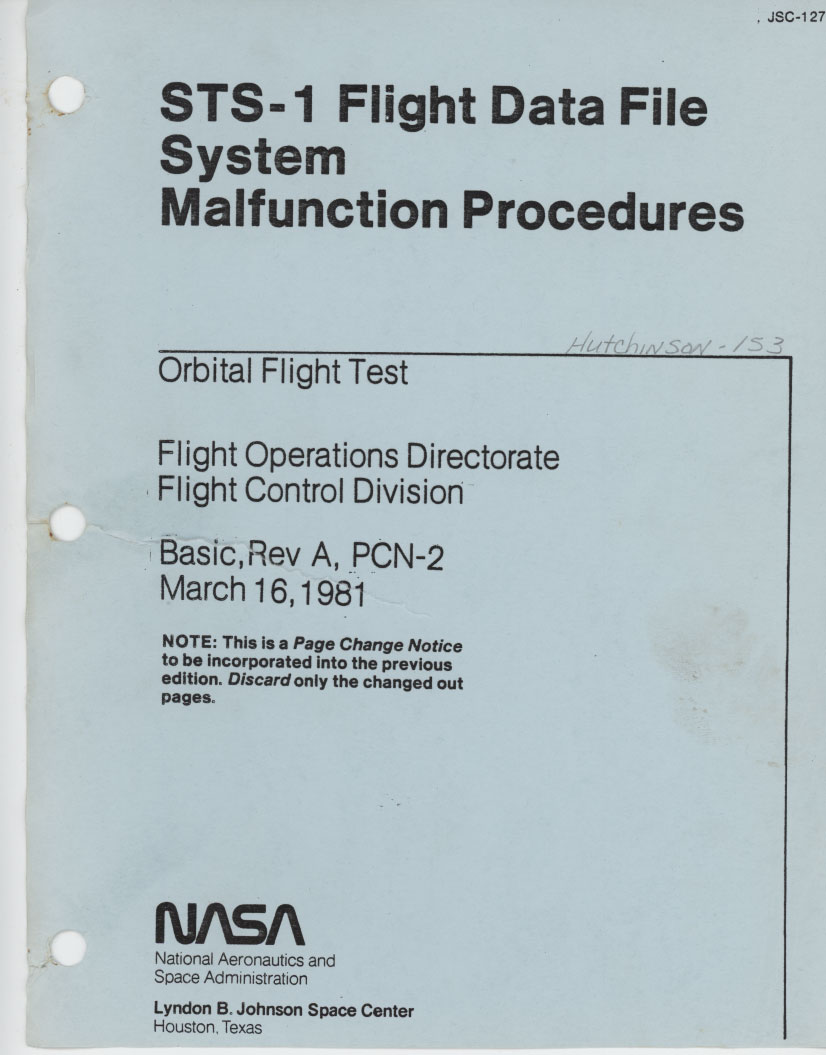 JSC-127
STS-1 Flight Data File
System
Malfunction Procedures
Hutchinson - 153
Orbital Flight Test
Flight Operations Directorate
Flight Control Division
Basic, Rev A, PCN-2
March 16, 1981
NOTE: This is a Page Change Notice
to be incorporated into the previous
edition. Discard only the changed out
pages.
NASA
National Aeronautics and
Space Administration
Lyndon B. Johnson Space Center
Houston, Texas